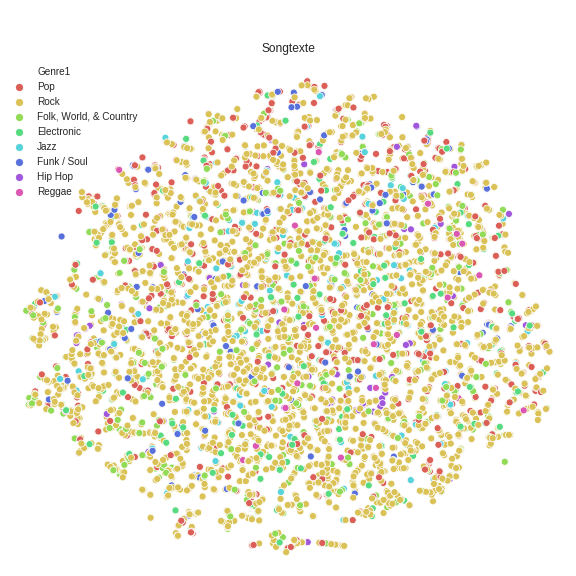 Songtexte
Genre1
Pop
Rock
Folk, World, & Country
Electronic
Jazz
Funk / Soul
Hip Hop
Reggae